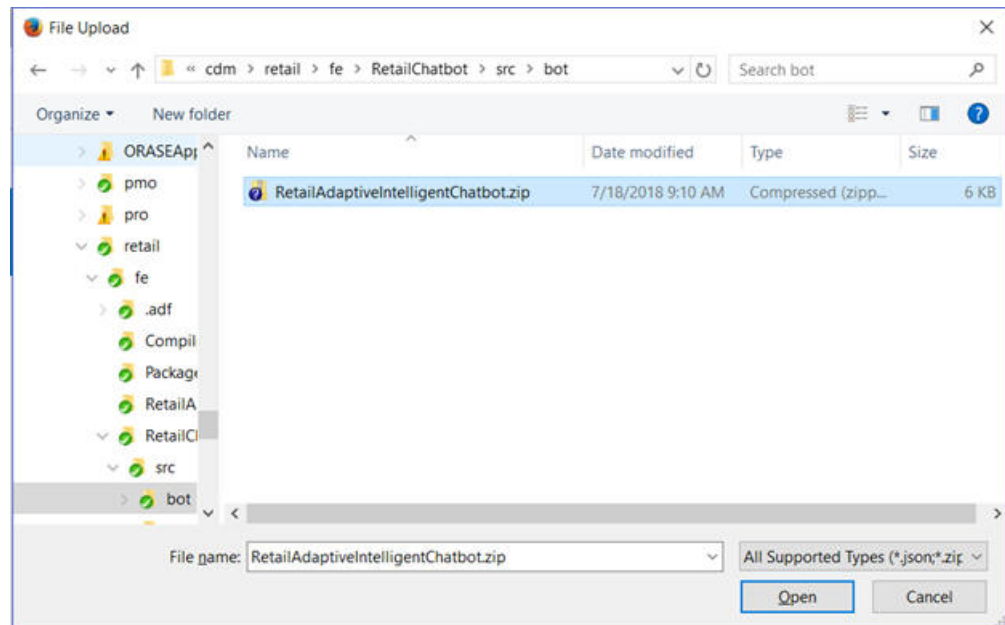 File Upload
« cdm > retail > fe > RetailChatbot > src > bot
Search bot
Organize
New folder
Name
Date modified
Type
Size
ORASEApp
pmo
pro
retail
fe
.adf
Compil
Package
RetailA
RetailCl
src
bot
RetailAdaptiveIntelligentChatbot.zip
7/18/2018 9:10 AM
Compressed (zipp...
6 KB
File name:
RetailAdaptiveIntelligentChatbot.zip
All Supported Types (*.json;*.zip
Open
Cancel